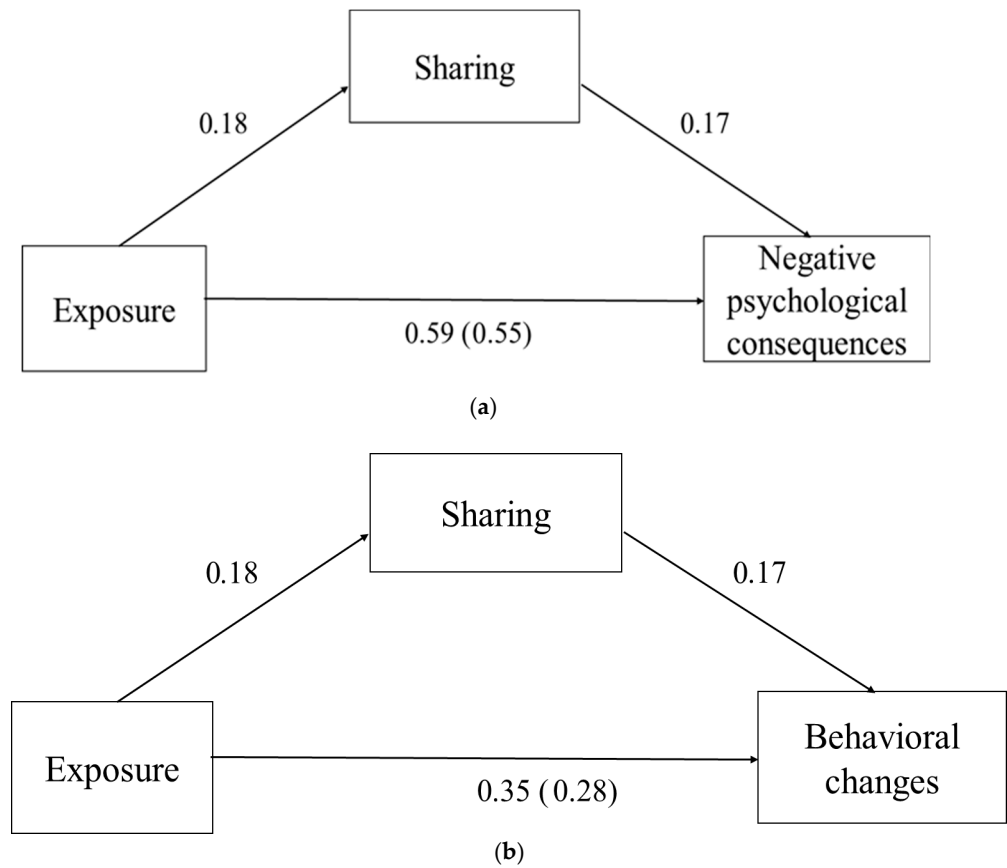 Sharing
0.18
0.17
Exposure
Negative
psychological
consequences
0.59 (0.55)
(a)
Sharing
0.18
0.17
Exposure
Behavioral
changes
0.35 (0.28)
(b)